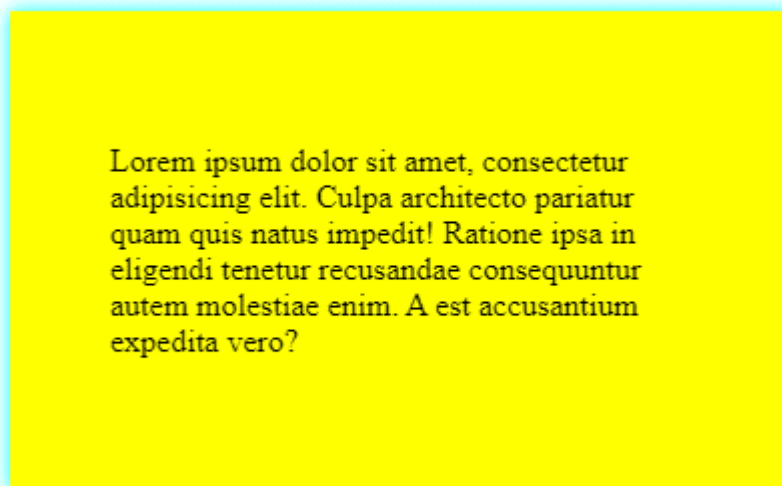 Lorem ipsum dolor sit amet, consectetur
adipisicing elit. Culpa architecto pariatur
quam quis natus impedit! Ratione ipsa in
eligendi tenetur recusandae consequuntur
autem molestiae enim. A est accusantium
expedita vero?